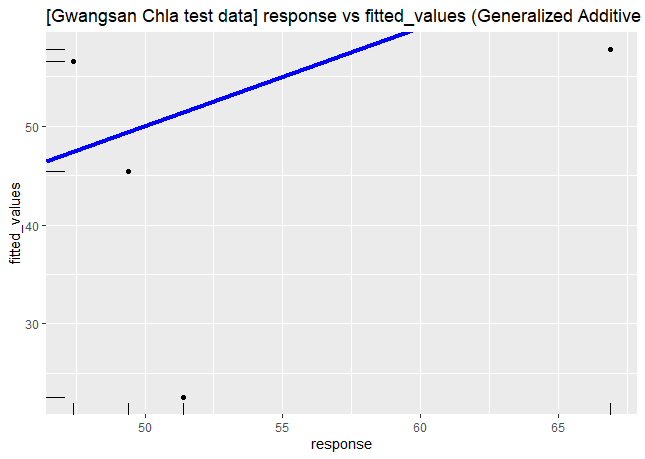 [Gwangsan Chla test data] response vs fitted_values (Generalized Additive
50
40
30
fitted_values
50
55
60
65
response